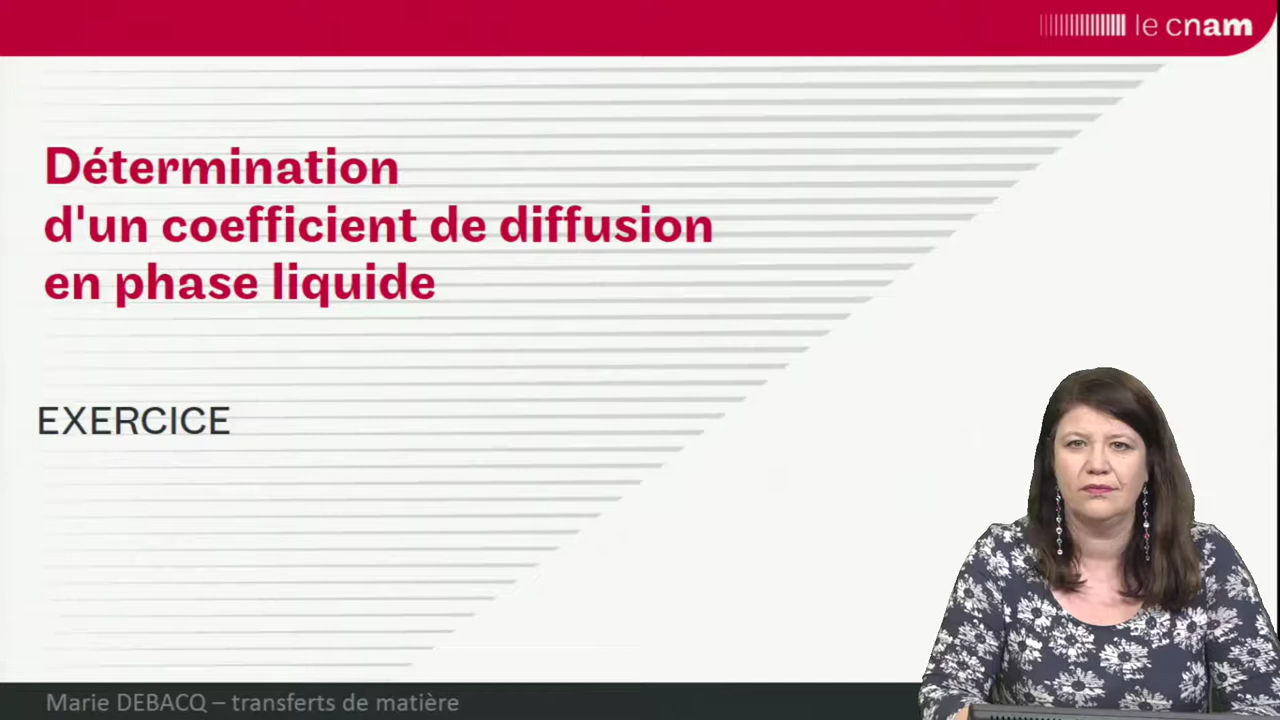 le cnam
Détermination
d'un coefficient de diffusion
en phase liquide
EXERCICE
Marie DEBACQ – transferts de matière